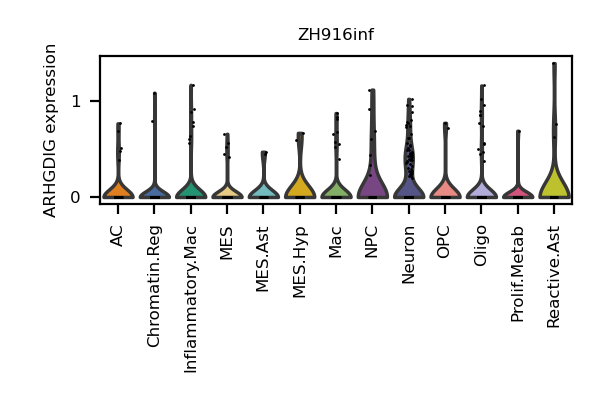 ZH916inf
ARHGDIG expression
1
0
AC
Chromatin.Reg
Inflammatory.Mac
MES
MES.Ast
MES.Hyp
Mac
NPC
Neuron
OPC
Oligo
Prolif.Metab
Reactive.Ast